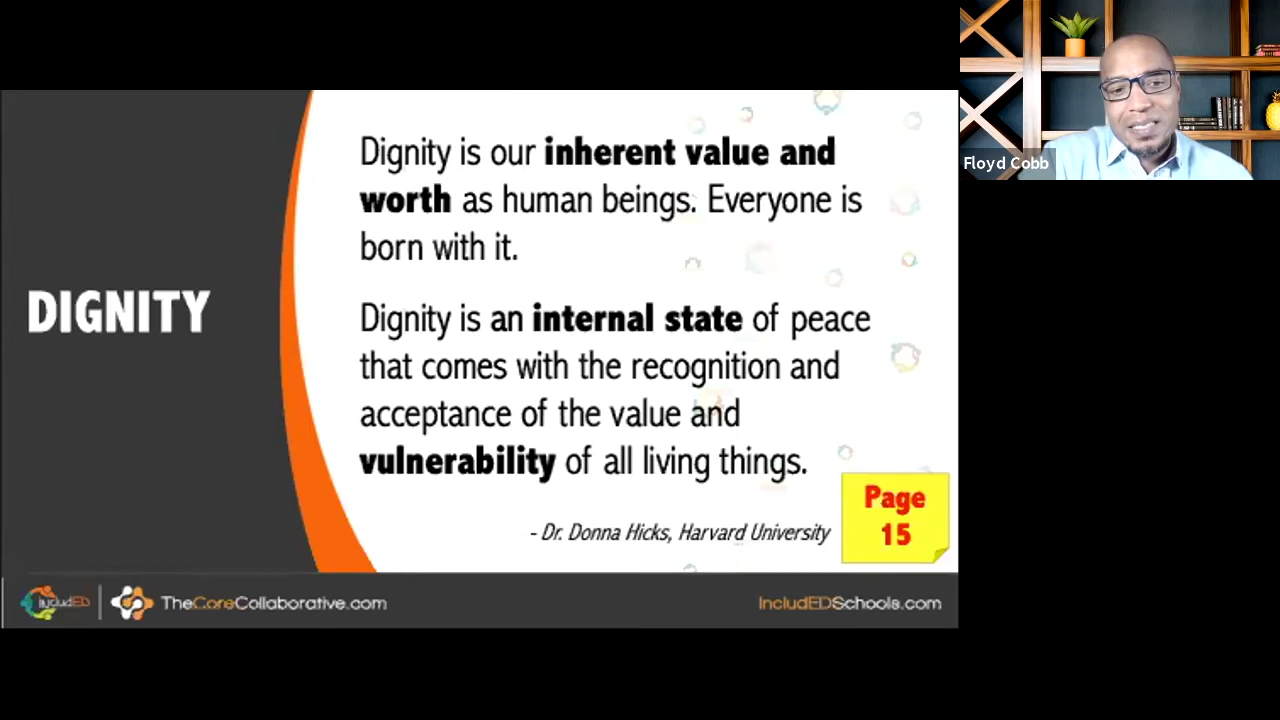 Floyd Cobb
DIGNITY
Dignity is our inherent value and
worth as human beings. Everyone is
born with it.
Dignity is an internal state of peace
that comes with the recognition and
acceptance of the value and
vulnerability of all living things.
- Dr. Donna Hicks, Harvard University
Page
15
IncludED
TheCoreCollaborative.com
IncludEDSchools.com